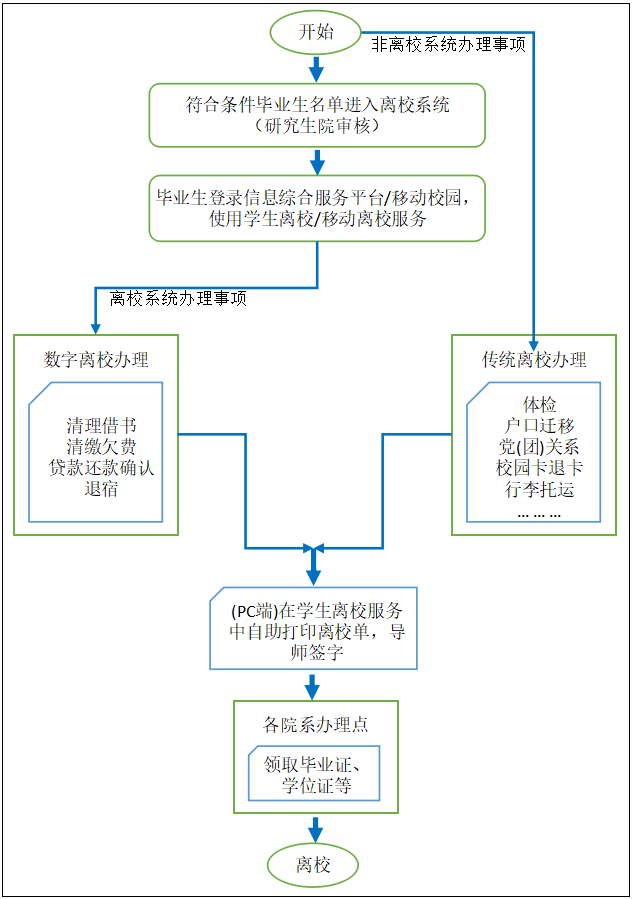 开始
非离校系统办理事项
符合条件毕业生名单进入离校系统
（研究生院审核）
毕业生登录信息综合服务平台/移动校园，
使用学生离校/移动离校服务
离校系统办理事项
数字离校办理
清理借书
清缴欠费
贷款还款确认
退宿
传统离校办理
体检
户口迁移
党(团)关系
校园卡退卡
行李托运
... ... ...
(PC端)在学生离校服务
中自助打印离校单，导
师签字
各院系办理点
领取毕业证、
学位证等
离校